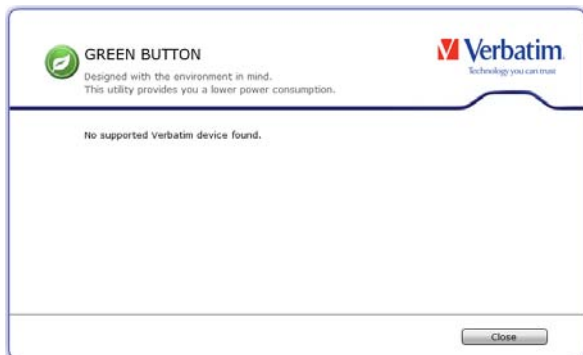 GREEN BUTTON
Designed with the environment in mind.
This utility provides you a lower power consumption.
Verbatim.
Technology you can trust
No supported Verbatim device found.
Close